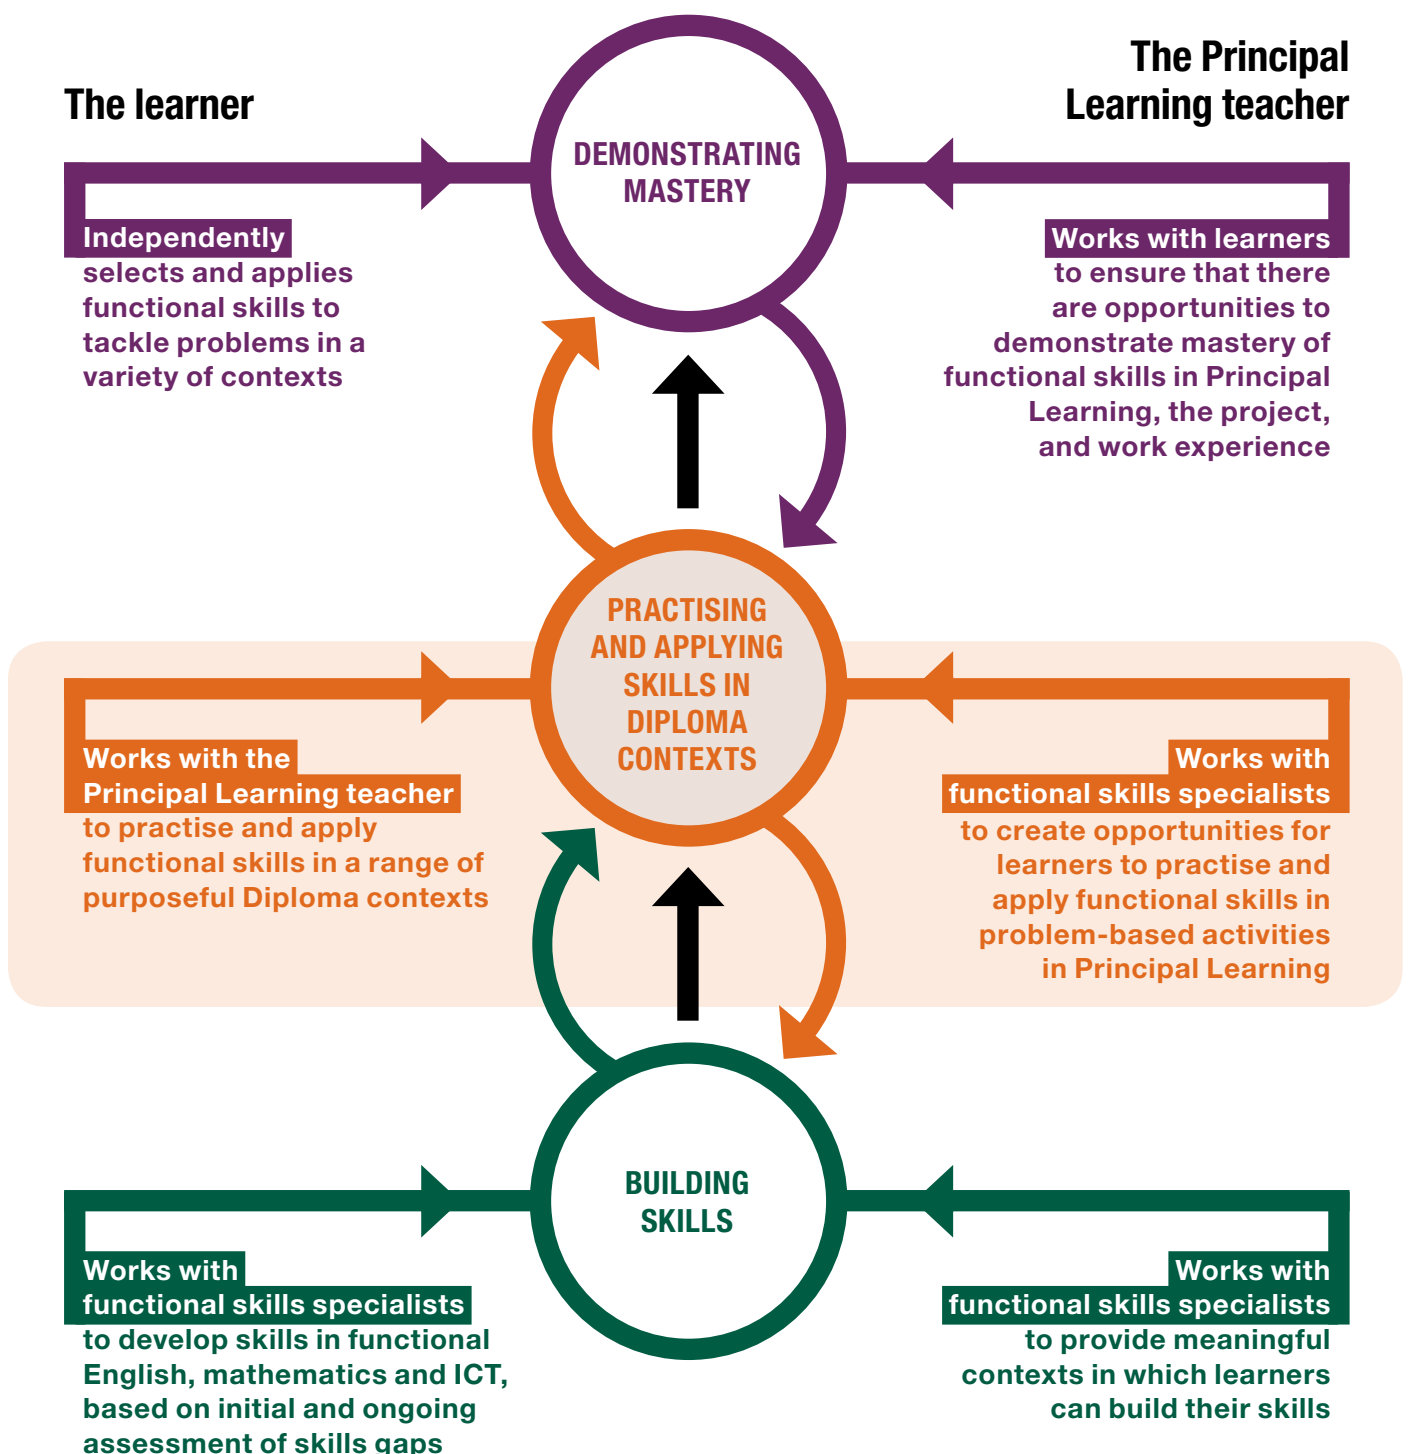 The learner
The Principal
Learning teacher
DEMONSTRATING
MASTERY
Independently
selects and applies
functional skills to
tackle problems in a
variety of contexts
Works with learners
to ensure that there
are opportunities to
demonstrate mastery of
functional skills in Principal
Learning, the project,
and work experience
PRACTISING
AND APPLYING
SKILLS IN
DIPLOMA
CONTEXTS
Works with the
Principal Learning teacher
to practise and apply
functional skills in a range of
purposeful Diploma contexts
Works with
functional skills specialists
to create opportunities for
learners to practise and
apply functional skills in
problem-based activities
in Principal Learning
BUILDING
SKILLS
Works with
functional skills specialists
to develop skills in functional
English, mathematics and ICT,
based on initial and ongoing
assessment of skills gaps
Works with
functional skills specialists
to provide meaningful
contexts in which learners
can build their skills